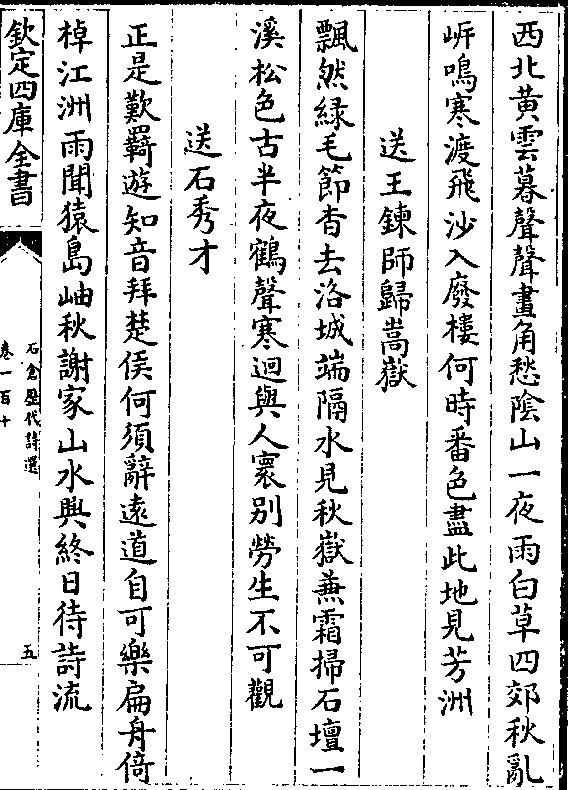 西北黄雲暮聲聲畫角愁陰山一夜雨白草四郊秋亂
岍鳴寒渡飛沙入廢樓何時番色盡此地見芳洲
送王鍊師歸嵩嶽
飄然綠毛節杳去洛城端隔水見秋嶽兼霜掃石壇一
溪松色古半夜鶴聲寒迥與人寰别勞生不可觀
送石秀才
正是歎羇遊知音拜楚侯何須辭遠道自可樂扁舟倚
棹江洲雨聞猿島岫秋謝家山水興終日待詩流
欽定四庫全書
石倉歷代詩選
卷一百十
五